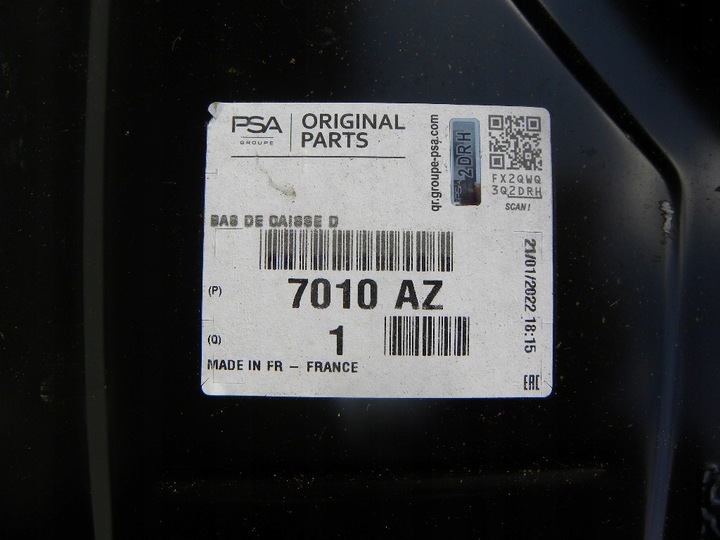 PSA
GROUPE
ORIGINAL
PARTS
qr.groupe-psa.com
2DRH
FX2QWQ
3Q2DRH
SCAN!
BAS DE CAISSE D
(P)
7010 AZ
(Q)
1
MADE IN FR – FRANCE
21/01/2022 18:15
EAC